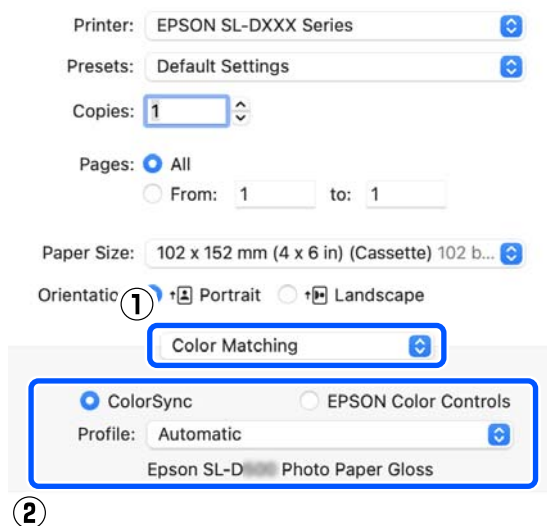 Printer: EPSON SL-DXXX Series
Presets: Default Settings
Copies: 1
Pages: All
From: 1 to: 1
Paper Size: 102 x 152 mm (4 x 6 in) (Cassette) 102 b...
Orientatio Portrait Landscape
①
Color Matching
ColorSync EPSON Color Controls
Profile: Automatic
Epson SL-D Photo Paper Gloss
②